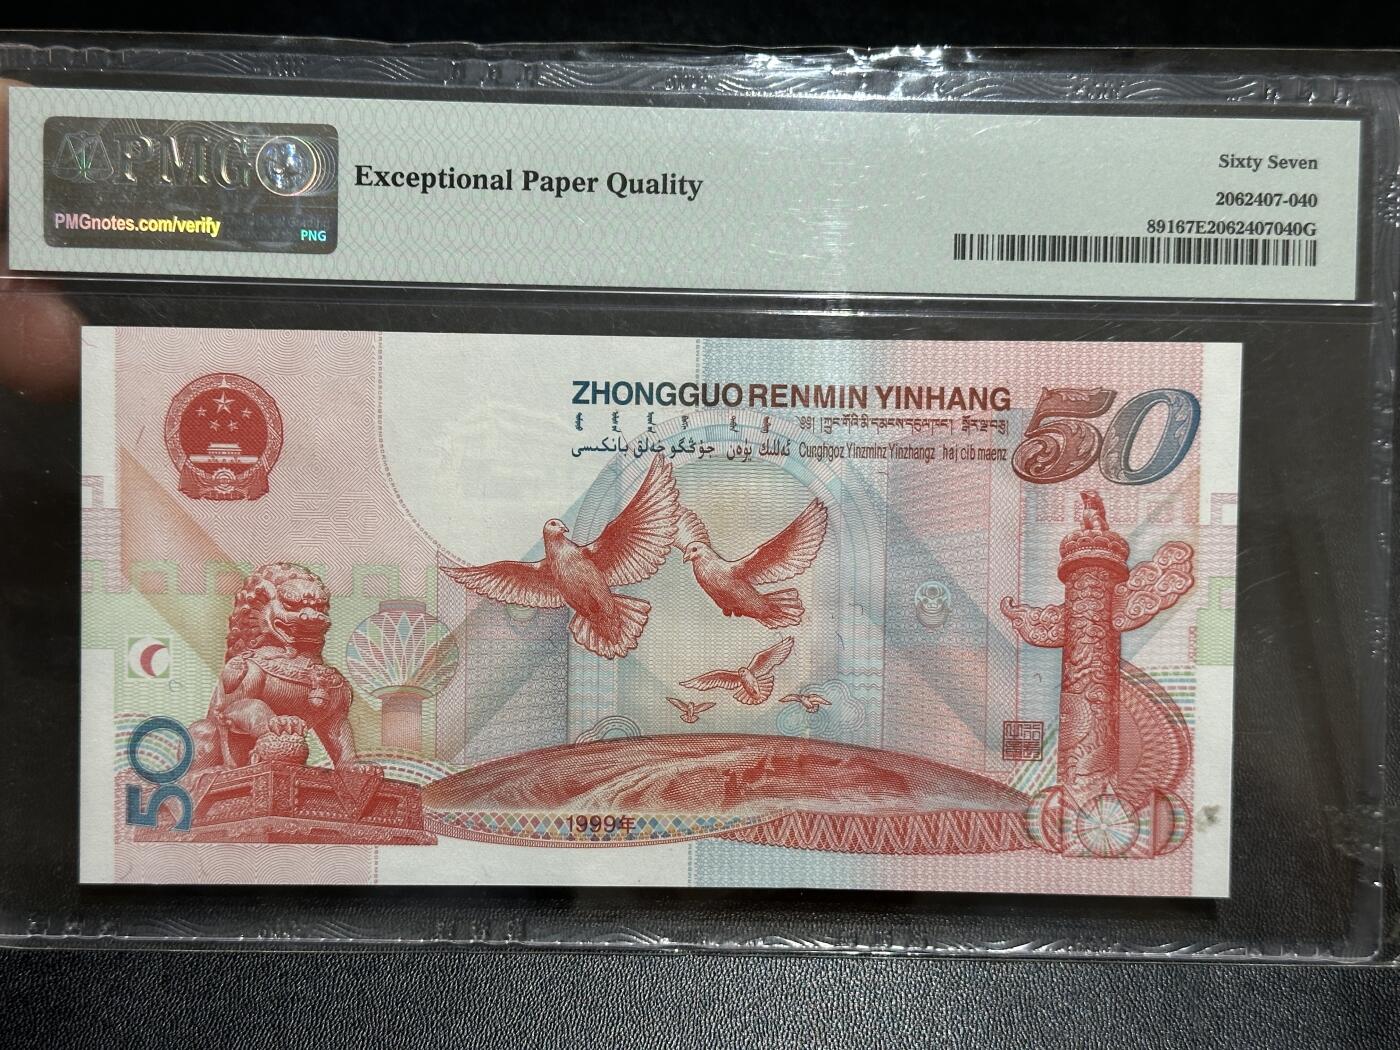 PMG
PMGnotes.com/verify
PNG
Exceptional Paper Quality
Sixty Seven
2062407-040
89167E2062407040G
ZHONGGUO RENMIN YINHANG
50
Cunghgoz Yinzminz Yinzhangz haj cib maenz
50
1999年